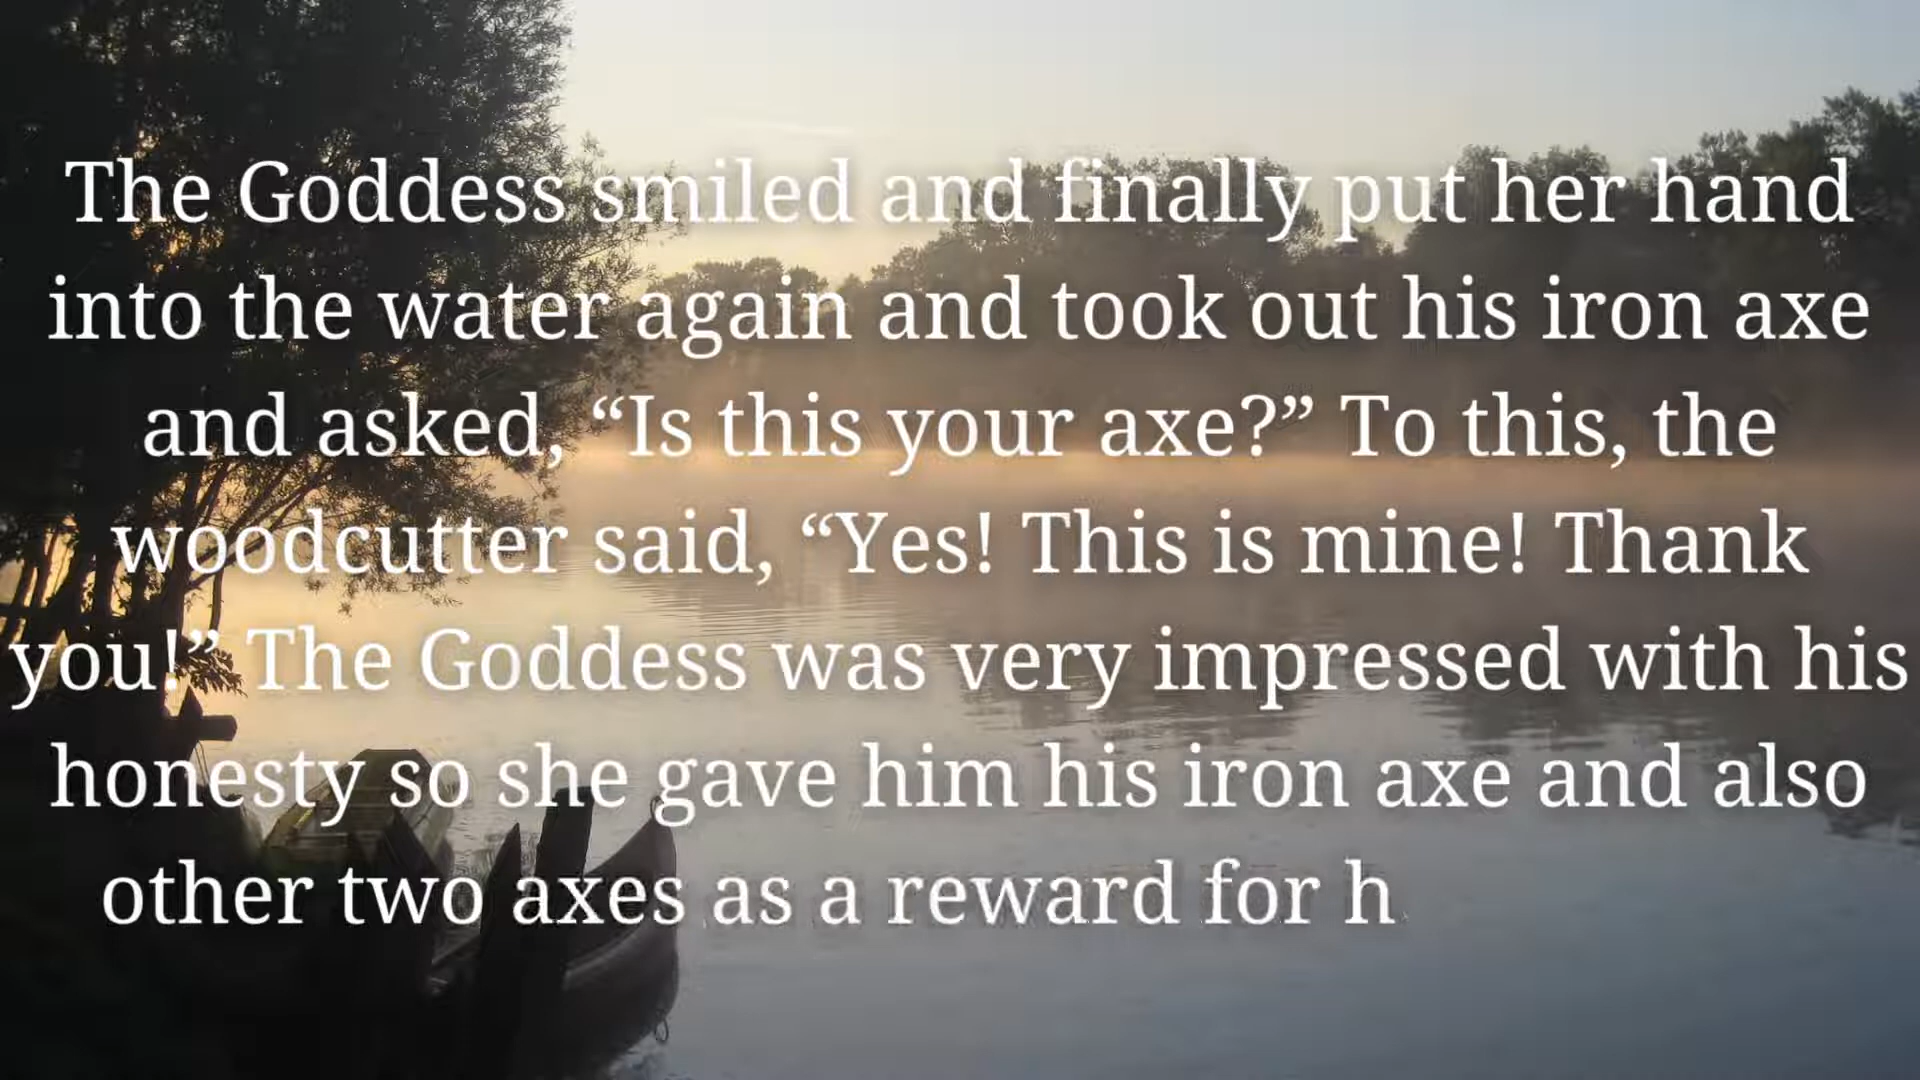 The Goddess smiled and finally put her hand
into the water again and took out his iron axe
and asked, “Is this your axe?” To this, the
woodcutter said, “Yes! This is mine! Thank
you!” The Goddess was very impressed with his
honesty so she gave him his iron axe and also
other two axes as a reward for h